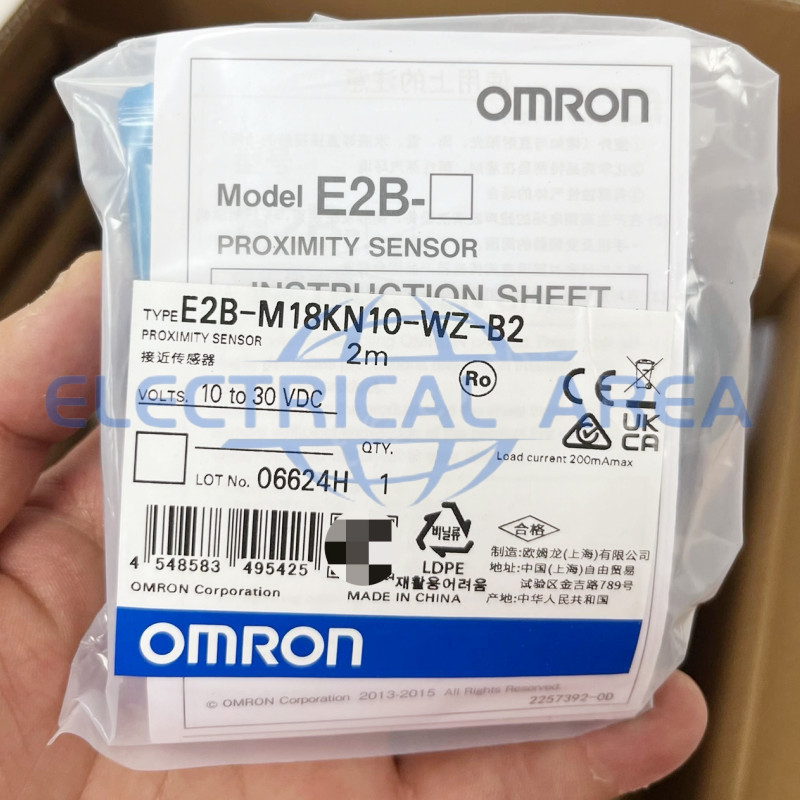 OMRON
Model E2B-□
PROXIMITY SENSOR
INSTRUCTION SHEET
TYPE E2B-M18KN10-WZ-B2
PROXIMITY SENSOR
2m
接近传感器
Ro
VOLTS. 10 to 30 VDC
CE
UK
CA
Load current 200mAmax
QTY.
LOT No. 06624H 1
4 548583 495425
OMRON Corporation
비닐류
LDPE
재활용어려움
MADE IN CHINA
合格
制造:欧姆龙(上海)有限公司
地址:中国(上海)自由贸易
试验区金吉路789号
产地:中华人民共和国
OMRON
© OMRON Corporation 2013-2015 All Rights Reserved.
2257392-0D
ELECTRICAL AREA